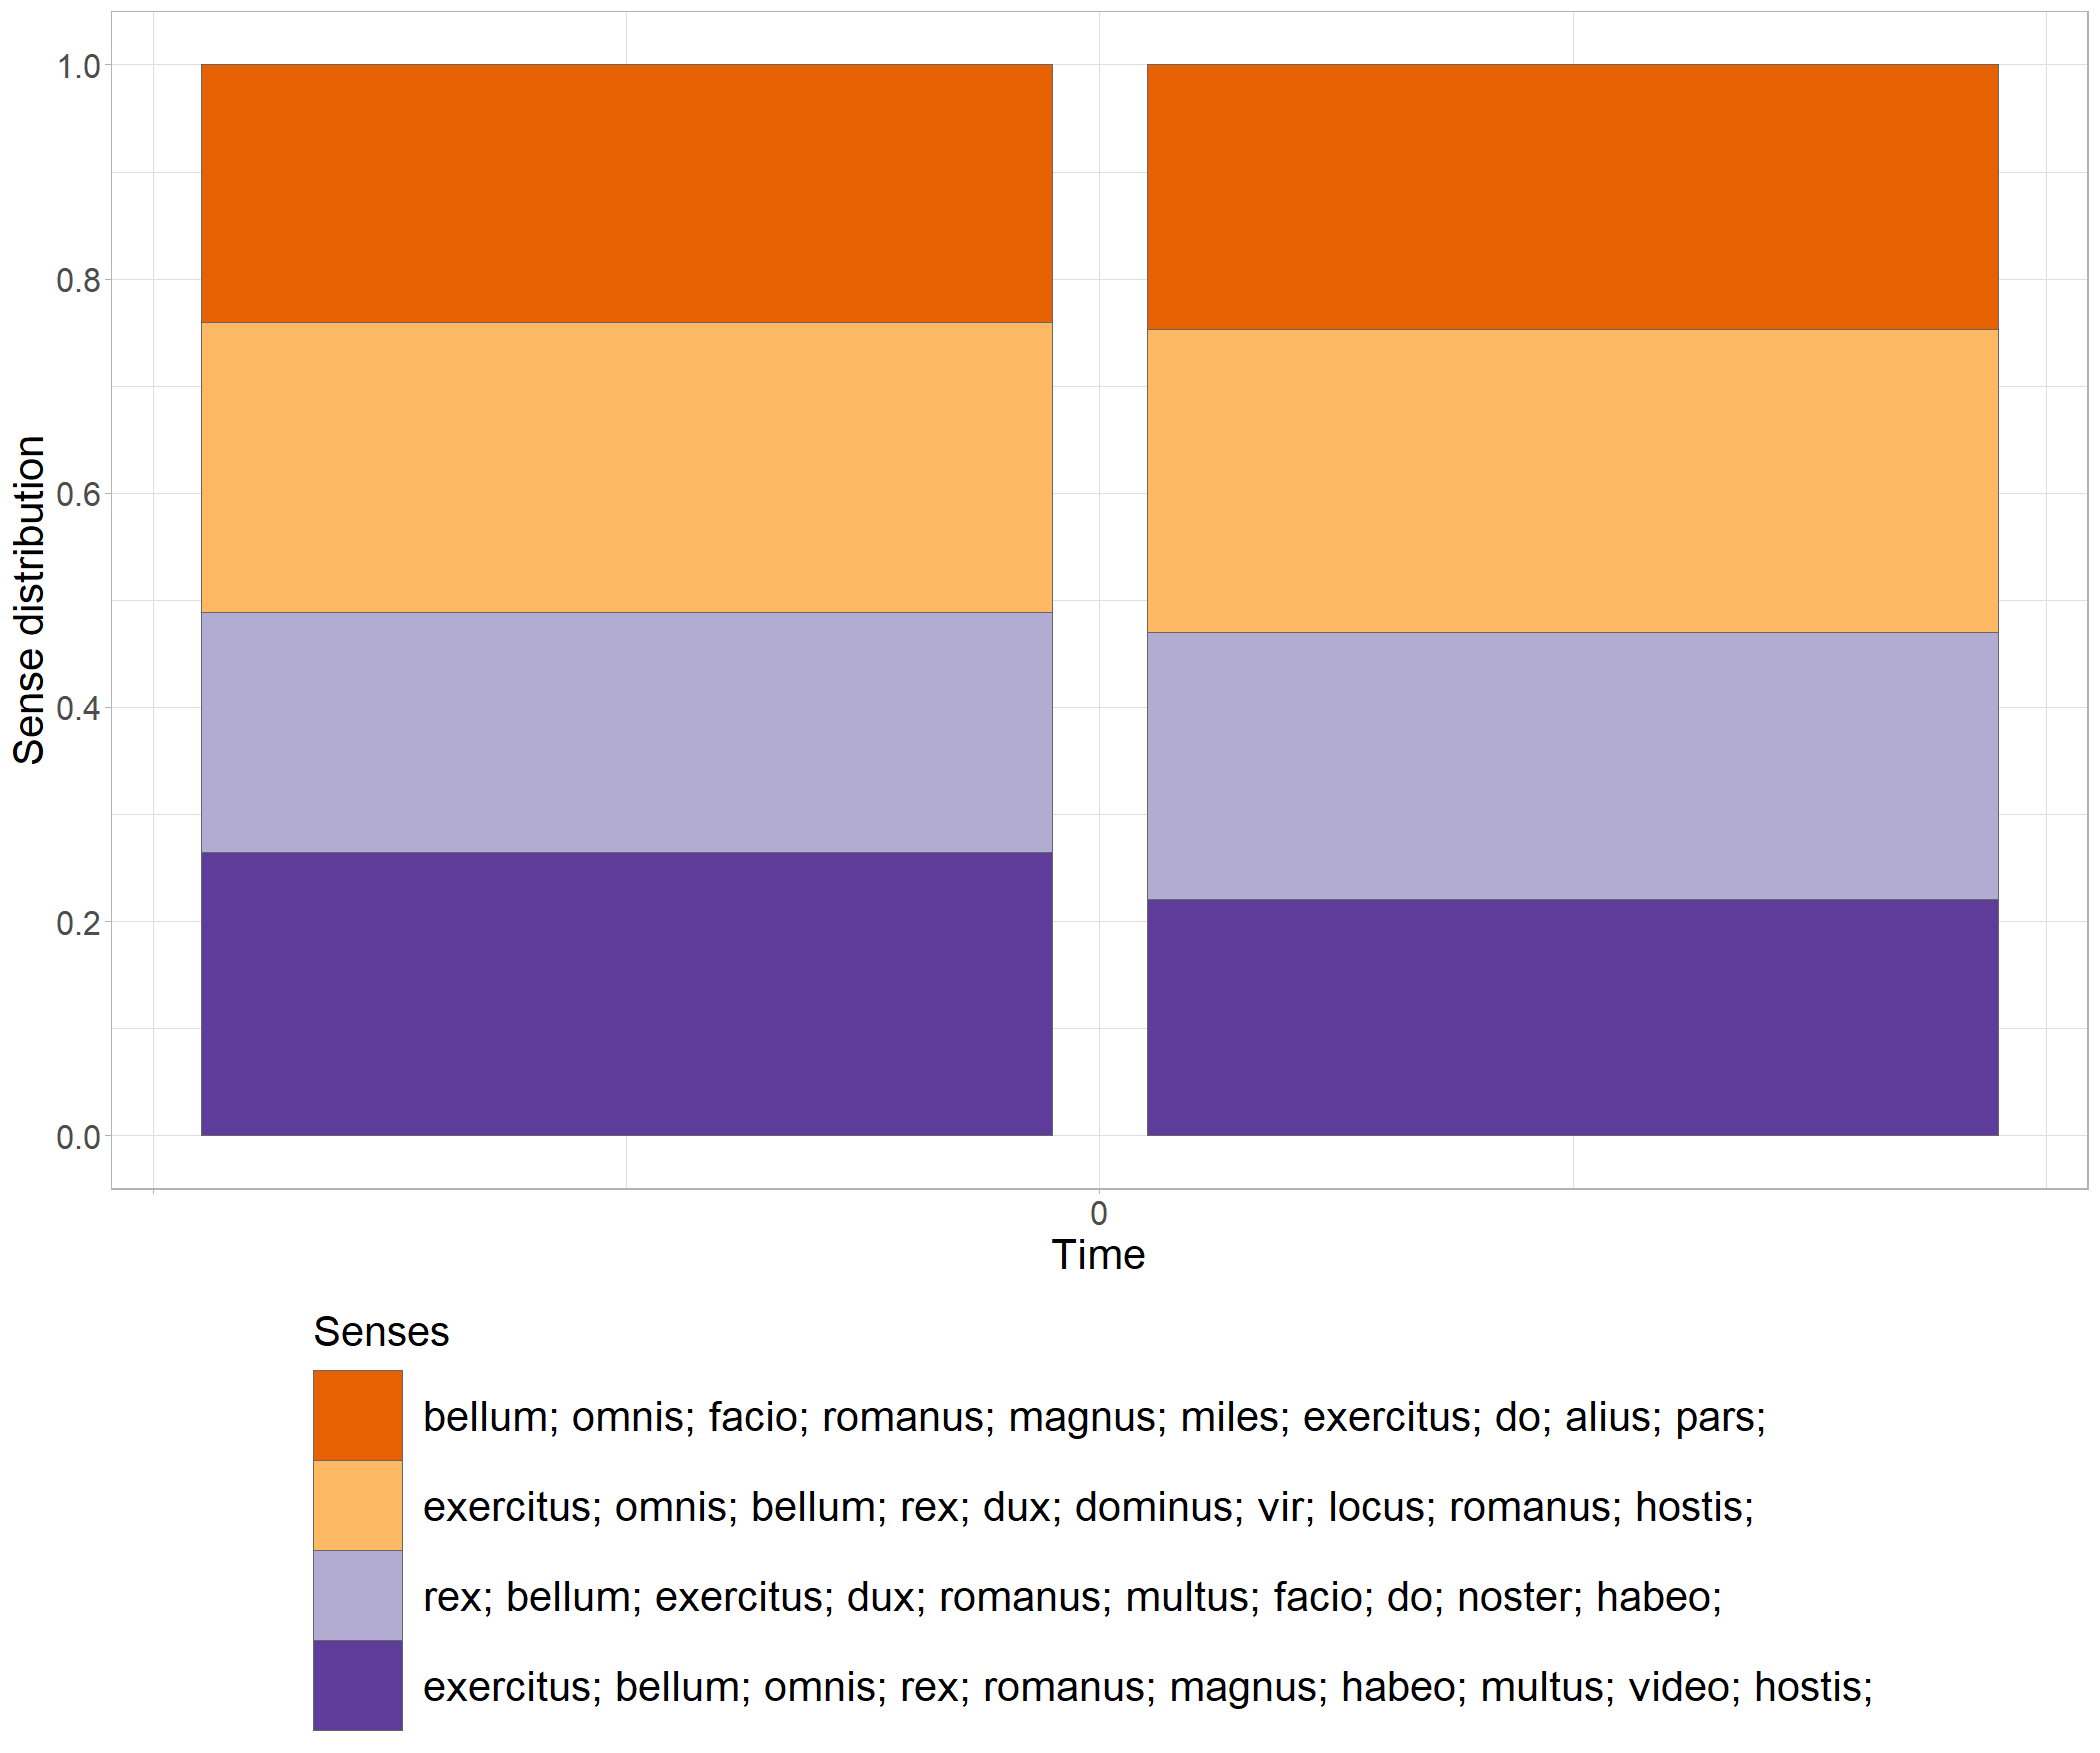 1.0
0.8
0.6
0.4
0.2
0.0
Sense distribution
0
Time
Senses
bellum; omnis; facio; romanus; magnus; miles; exercitus; do; alius; pars;
exercitus; omnis; bellum; rex; dux; dominus; vir; locus; romanus; hostis;
rex; bellum; exercitus; dux; romanus; multus; facio; do; noster; habeo;
exercitus; bellum; omnis; rex; romanus; magnus; habeo; multus; video; hostis;